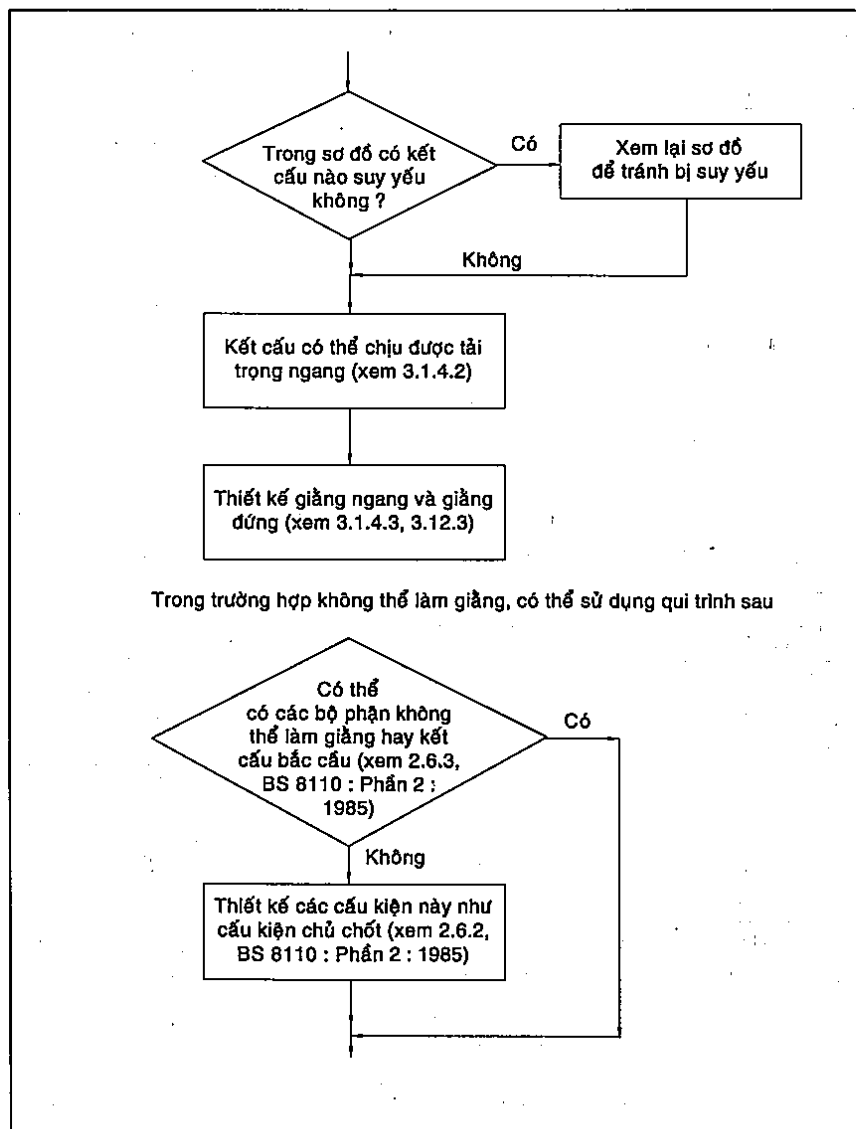 Trong sơ đồ có kết
cấu nào suy yếu
không ?
Có
Xem lại sơ đồ
để tránh bị suy yếu
Không
Kết cấu có thể chịu được tải
trọng ngang (xem 3.1.4.2)
Thiết kế giằng ngang và giằng
đứng (xem 3.1.4.3, 3.12.3)
Trong trường hợp không thể làm giằng, có thể sử dụng qui trình sau
Có thể
có các bộ phận không
thể làm giằng hay kết
cấu bắc cầu (xem 2.6.3,
BS 8110 : Phần 2 :
1985)
Có
Không
Thiết kế các cấu kiện này như
cấu kiện chủ chốt (xem 2.6.2,
BS 8110 : Phần 2 : 1985)